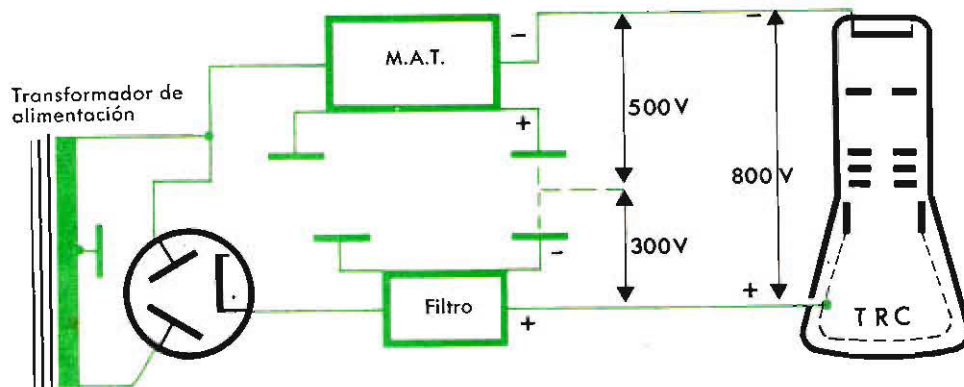 Transformador de
alimentación
M.A.T.
−
+
500V
800V
300V
−
+
Filtro
−
+
TRC